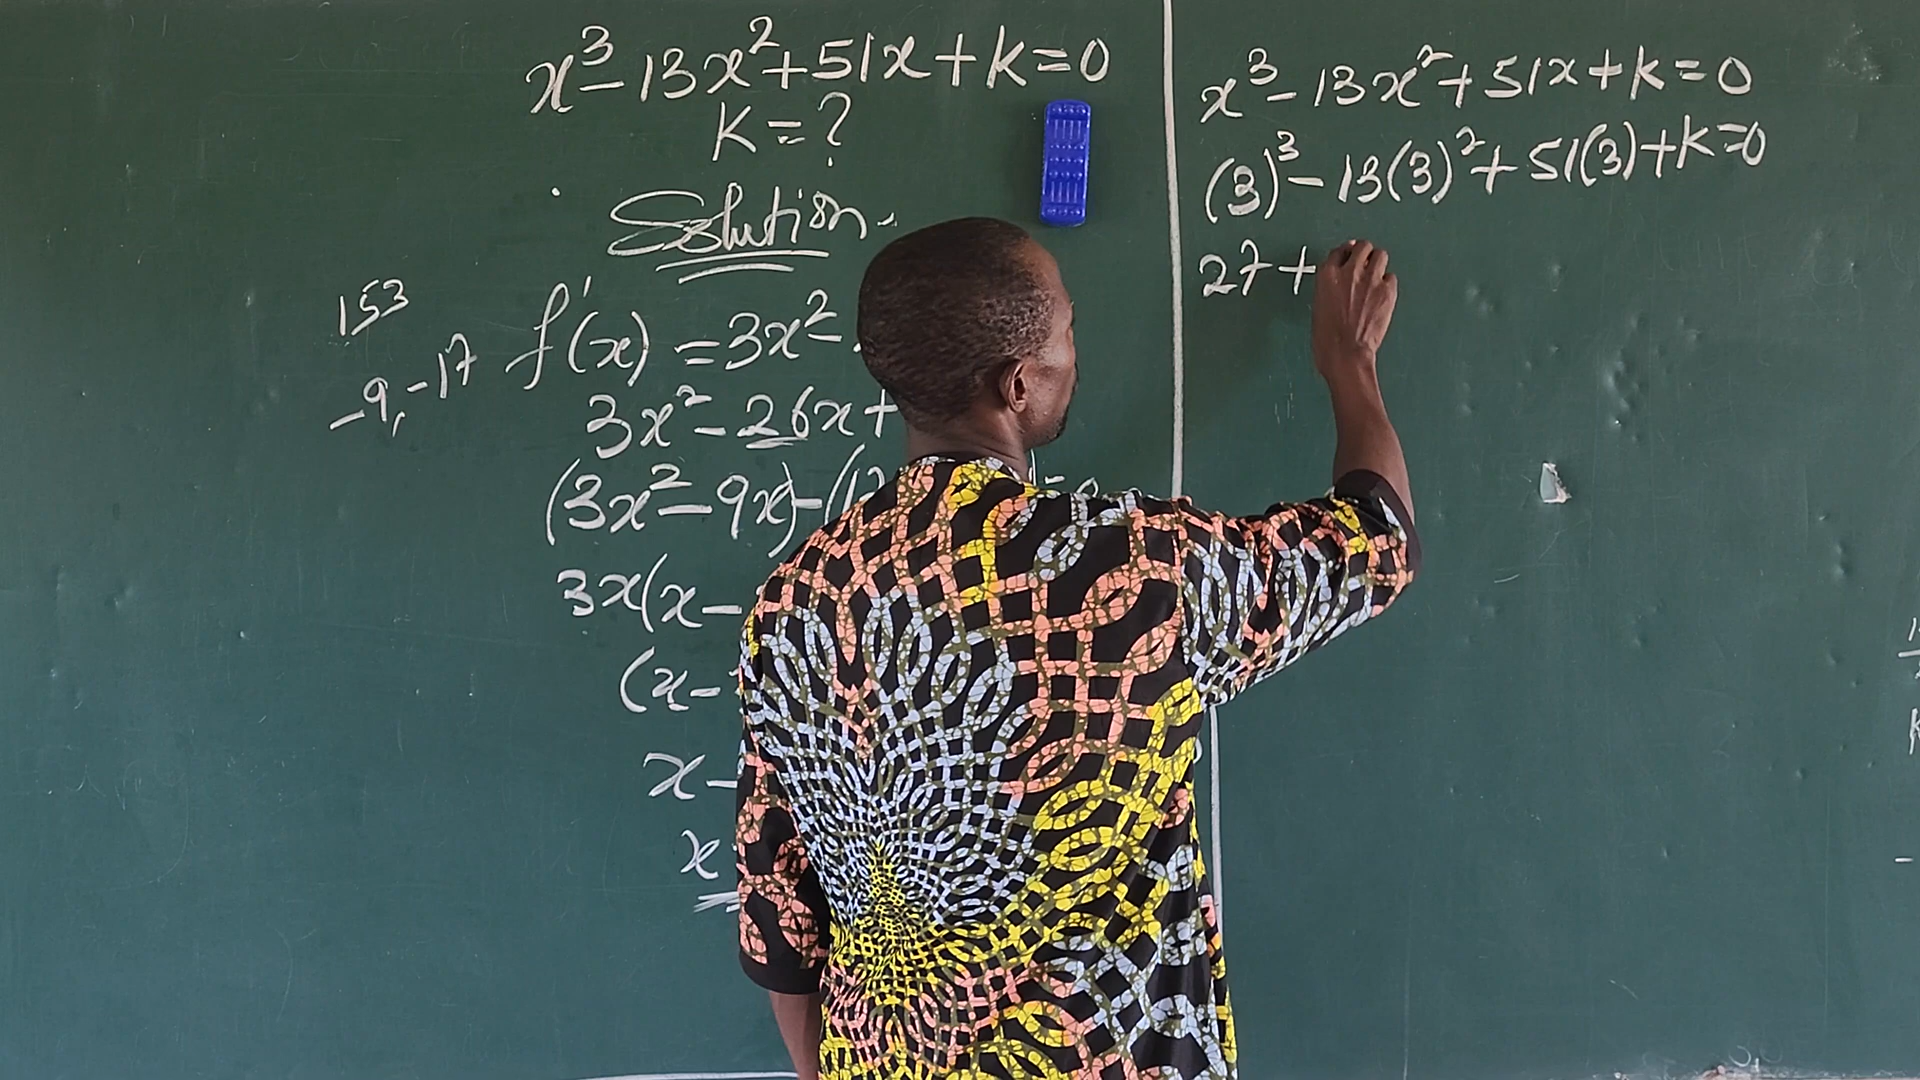 x³-13x²+51x+k=0
K=?
Solution.
153
-9,-17
f'(x)=3x²-
3x²-26x+
(3x²-9x)-(1
3x(x-
(x-
x-
x
x³-13x²+51x+k=0
(3)³-13(3)²+51(3)+k=0
27+